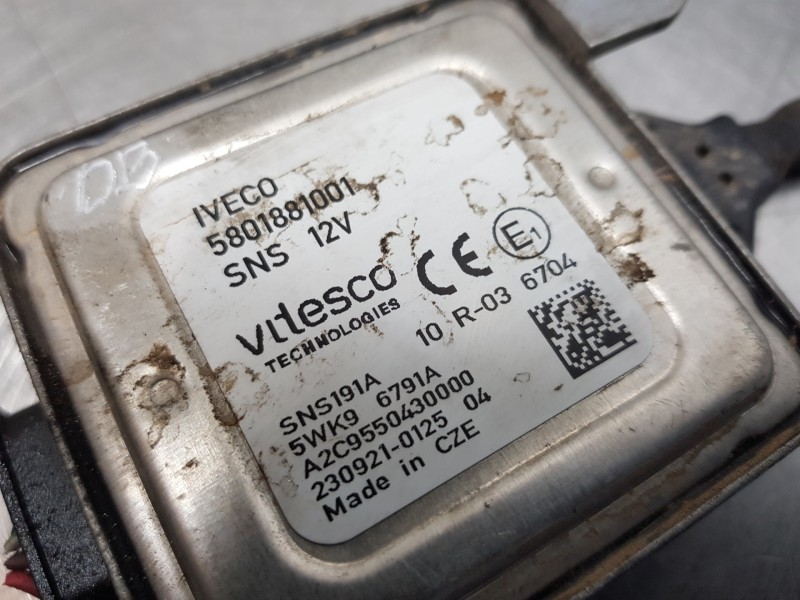 DB
IVECO
5801881001
SNS 12V
vitesco
TECHNOLOGIES
CE E1
10 R-03 6704
SNS191A
5WK9 6791A
A2C9550430000
230921-0125 04
Made in CZE